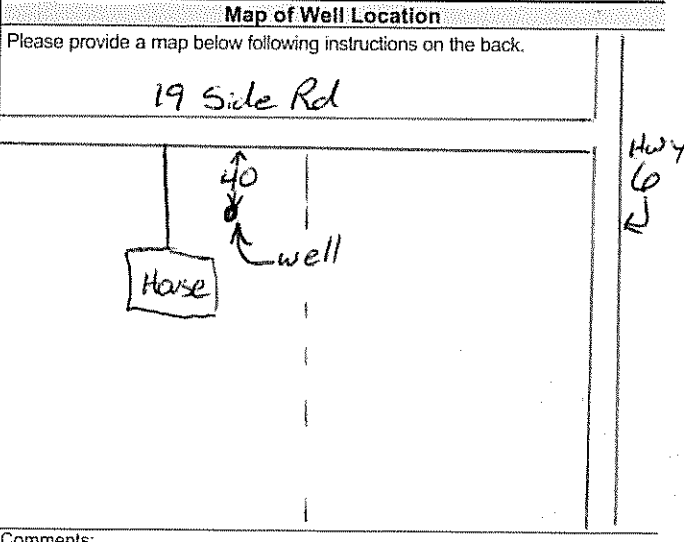 Map of Well Location
Please provide a map below following instructions on the back.
19 Side Rd
Hwy
6
40
well
House
Comments: